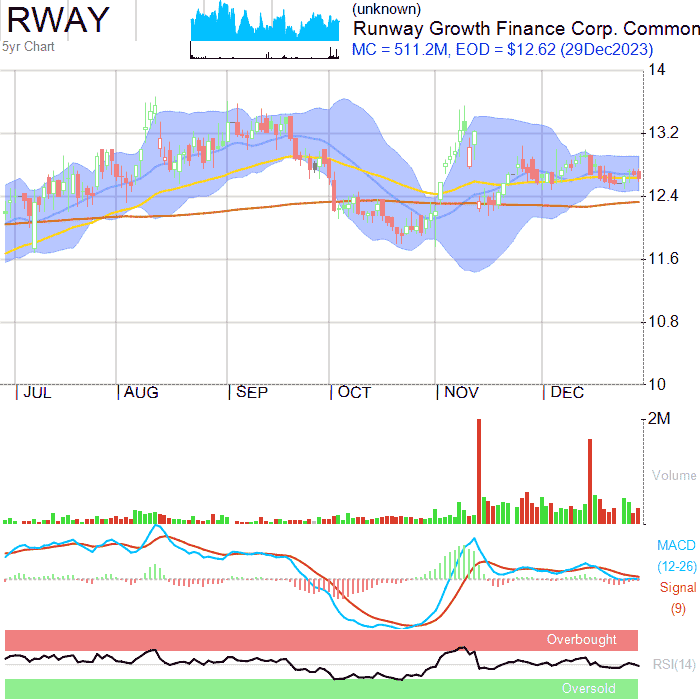 RWAY
5yr Chart
(unknown)
Runway Growth Finance Corp. Common
MC = 511.2M, EOD = $12.62 (29Dec2023)
14
13.2
12.4
11.6
10.8
10
JUL AUG SEP OCT NOV DEC
2M
Volume
MACD
(12-26)
Signal
(9)
Overbought
RSI(14)
Oversold